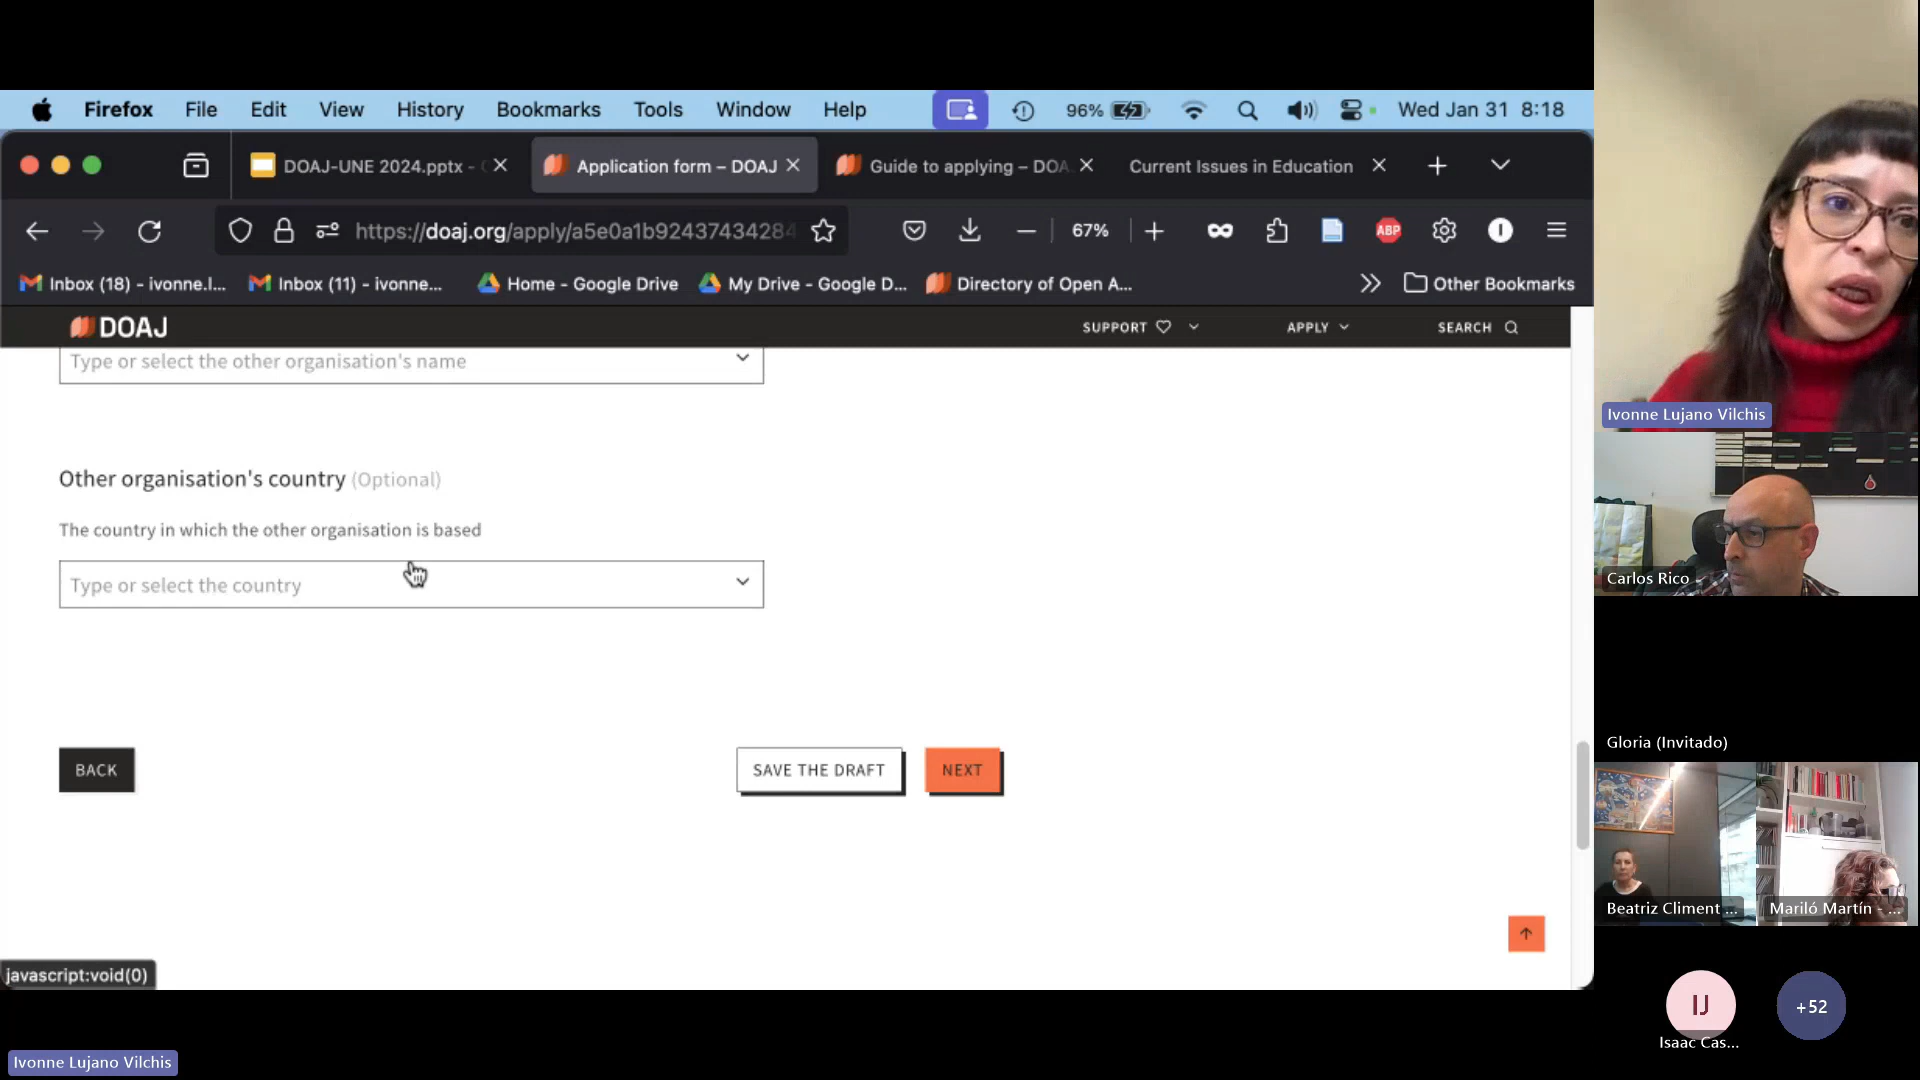 Firefox File Edit View History Bookmarks Tools Window Help 96% Wed Jan 31 8:18
DOAJ-UNE 2024.pptx - Application form – DOAJ Guide to applying – DOA Current Issues in Education
https://doaj.org/apply/a5e0a1b92437434284 67% ABP I
Inbox (18) - ivonne.l... Inbox (11) - ivonne... Home - Google Drive My Drive - Google D... Directory of Open A... Other Bookmarks
DOAJ SUPPORT APPLY SEARCH
Type or select the other organisation's name
Other organisation's country (Optional)
The country in which the other organisation is based
Type or select the country
BACK SAVE THE DRAFT NEXT
javascript:void(0)
Ivonne Lujano Vilchis
Ivonne Lujano Vilchis
Carlos Rico
Gloria (Invitado)
Beatriz Climent ... Mariló Martín - ...
IJ +52
Isaac Cas...